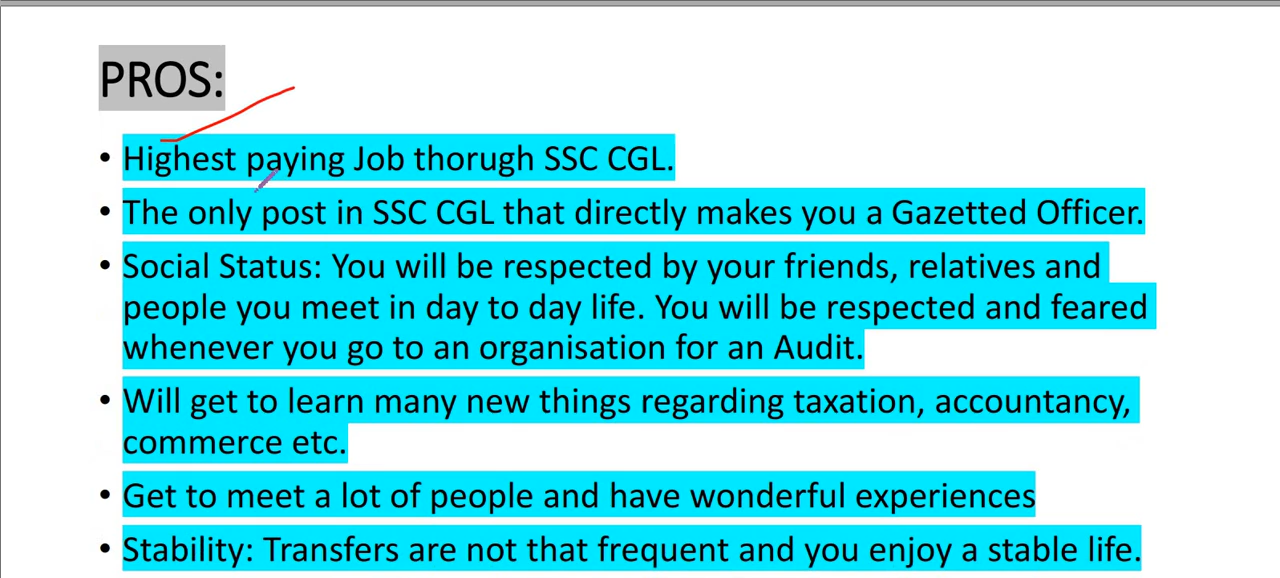 PROS:
• Highest paying Job thorugh SSC CGL.
• The only post in SSC CGL that directly makes you a Gazetted Officer.
• Social Status: You will be respected by your friends, relatives and
people you meet in day to day life. You will be respected and feared
whenever you go to an organisation for an Audit.
• Will get to learn many new things regarding taxation, accountancy,
commerce etc.
• Get to meet a lot of people and have wonderful experiences
• Stability: Transfers are not that frequent and you enjoy a stable life.